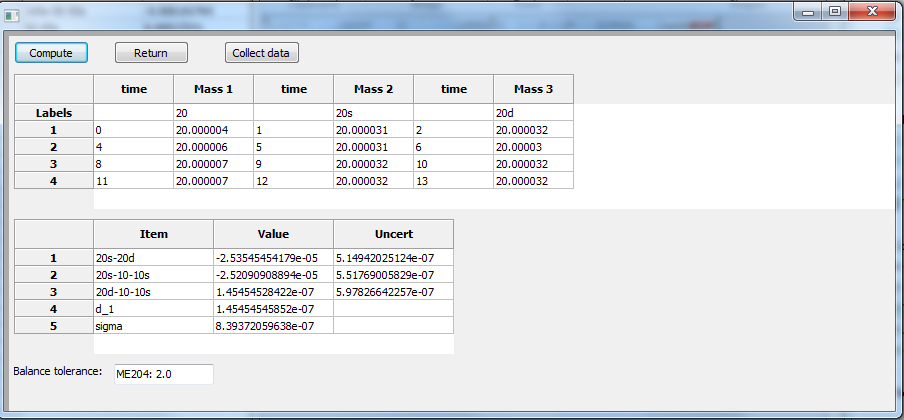 Compute Return Collect data
time Mass 1 time Mass 2 time Mass 3
Labels 20 20s 20d
1 0 20.000004 1 20.000031 2 20.000032
2 4 20.000006 5 20.000031 6 20.00003
3 8 20.000007 9 20.000032 10 20.000032
4 11 20.000007 12 20.000032 13 20.000032
Item Value Uncert
1 20s-20d -2.53545454179e-05 5.14942025124e-07
2 20s-10-10s -2.52090908894e-05 5.51769005829e-07
3 20d-10-10s 1.45454528422e-07 5.97826642257e-07
4 d_1 1.45454545852e-07
5 sigma 8.39372059638e-07
Balance tolerance: ME204: 2.0